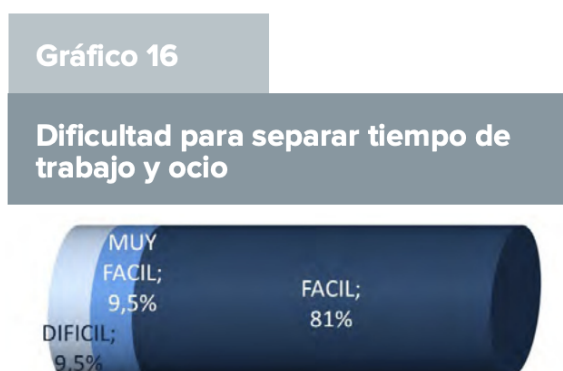 Gráfico 16
Dificultad para separar tiempo de
trabajo y ocio
MUY
FACIL;
9,5%
FACIL;
81%
DIFICIL;
9.5%